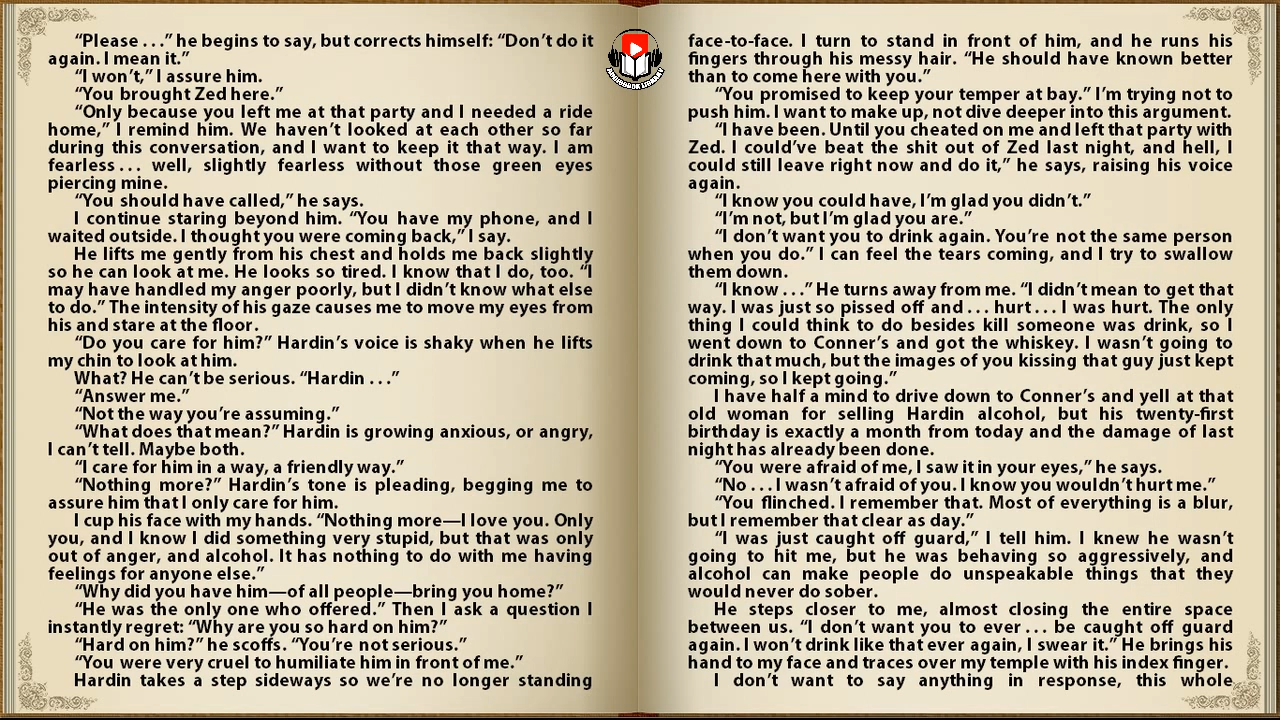 “Please . . .” he begins to say, but corrects himself: “Don’t do it
again. I mean it.”
“I won’t,” I assure him.
“You brought Zed here.”
“Only because you left me at that party and I needed a ride
home,” I remind him. We haven’t looked at each other so far
during this conversation, and I want to keep it that way. I am
fearless . . . well, slightly fearless without those green eyes
piercing mine.
“You should have called,” he says.
I continue staring beyond him. “You have my phone, and I
waited outside. I thought you were coming back,” I say.
He lifts me gently from his chest and holds me back slightly
so he can look at me. He looks so tired. I know that I do, too. “I
may have handled my anger poorly, but I didn’t know what else
to do.” The intensity of his gaze causes me to move my eyes from
his and stare at the floor.
“Do you care for him?” Hardin’s voice is shaky when he lifts
my chin to look at him.
What? He can’t be serious. “Hardin . . .”
“Answer me.”
“Not the way you’re assuming.”
“What does that mean?” Hardin is growing anxious, or angry,
I can’t tell. Maybe both.
“I care for him in a way, a friendly way.”
“Nothing more?” Hardin’s tone is pleading, begging me to
assure him that I only care for him.
I cup his face with my hands. “Nothing more—I love you. Only
you, and I know I did something very stupid, but that was only
out of anger, and alcohol. It has nothing to do with me having
feelings for anyone else.”
“Why did you have him—of all people—bring you home?”
“He was the only one who offered.” Then I ask a question I
instantly regret: “Why are you so hard on him?”
“Hard on him?” he scoffs. “You’re not serious.”
“You were very cruel to humiliate him in front of me.”
Hardin takes a step sideways so we’re no longer standing
face-to-face. I turn to stand in front of him, and he runs his
fingers through his messy hair. “He should have known better
than to come here with you.”
“You promised to keep your temper at bay.” I’m trying not to
push him. I want to make up, not dive deeper into this argument.
“I have been. Until you cheated on me and left that party with
Zed. I could’ve beat the shit out of Zed last night, and hell, I
could still leave right now and do it,” he says, raising his voice
again.
“I know you could have, I’m glad you didn’t.”
“I’m not, but I’m glad you are.”
“I don’t want you to drink again. You’re not the same person
when you do.” I can feel the tears coming, and I try to swallow
them down.
“I know . . .” He turns away from me. “I didn’t mean to get that
way. I was just so pissed off and . . . hurt . . . I was hurt. The only
thing I could think to do besides kill someone was drink, so I
went down to Conner’s and got the whiskey. I wasn’t going to
drink that much, but the images of you kissing that guy just kept
coming, so I kept going.”
I have half a mind to drive down to Conner’s and yell at that
old woman for selling Hardin alcohol, but his twenty-first
birthday is exactly a month from today and the damage of last
night has already been done.
“You were afraid of me, I saw it in your eyes,” he says.
“No . . . I wasn’t afraid of you. I know you wouldn’t hurt me.”
“You flinched. I remember that. Most of everything is a blur,
but I remember that clear as day.”
“I was just caught off guard,” I tell him. I knew he wasn’t
going to hit me, but he was behaving so aggressively, and
alcohol can make people do unspeakable things that they
would never do sober.
He steps closer to me, almost closing the entire space
between us. “I don’t want you to ever . . . be caught off guard
again. I won’t drink like that ever again, I swear it.” He brings his
hand to my face and traces over my temple with his index finger.
I don’t want to say anything in response, this whole